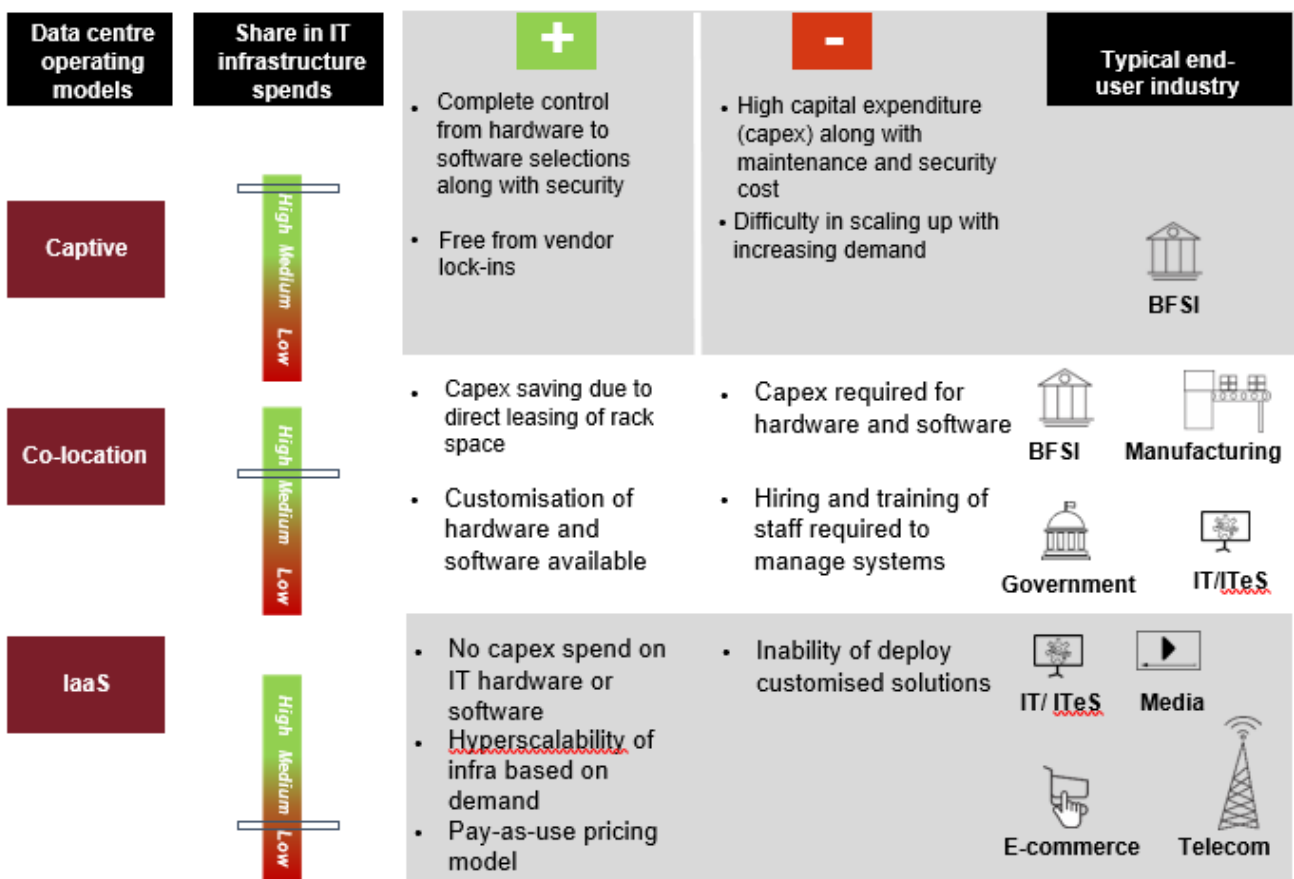 Data centre
operating
models
Share in IT
infrastructure
spends
+
-
Typical end-
user industry
Captive
High Medium Low
• Complete control
from hardware to
software selections
along with security
• Free from vendor
lock-ins
• High capital expenditure
(capex) along with
maintenance and security
cost
• Difficulty in scaling up with
increasing demand
BFSI
Co-location
High Medium Low
• Capex saving due to
direct leasing of rack
space
• Customisation of
hardware and
software available
• Capex required for
hardware and software
• Hiring and training of
staff required to
manage systems
BFSI
Manufacturing
Government
IT/ITeS
IaaS
High Medium Low
• No capex spend on
IT hardware or
software
• Hyperscalability of
infra based on
demand
• Pay-as-use pricing
model
• Inability of deploy
customised solutions
IT/ ITeS
Media
E-commerce
Telecom